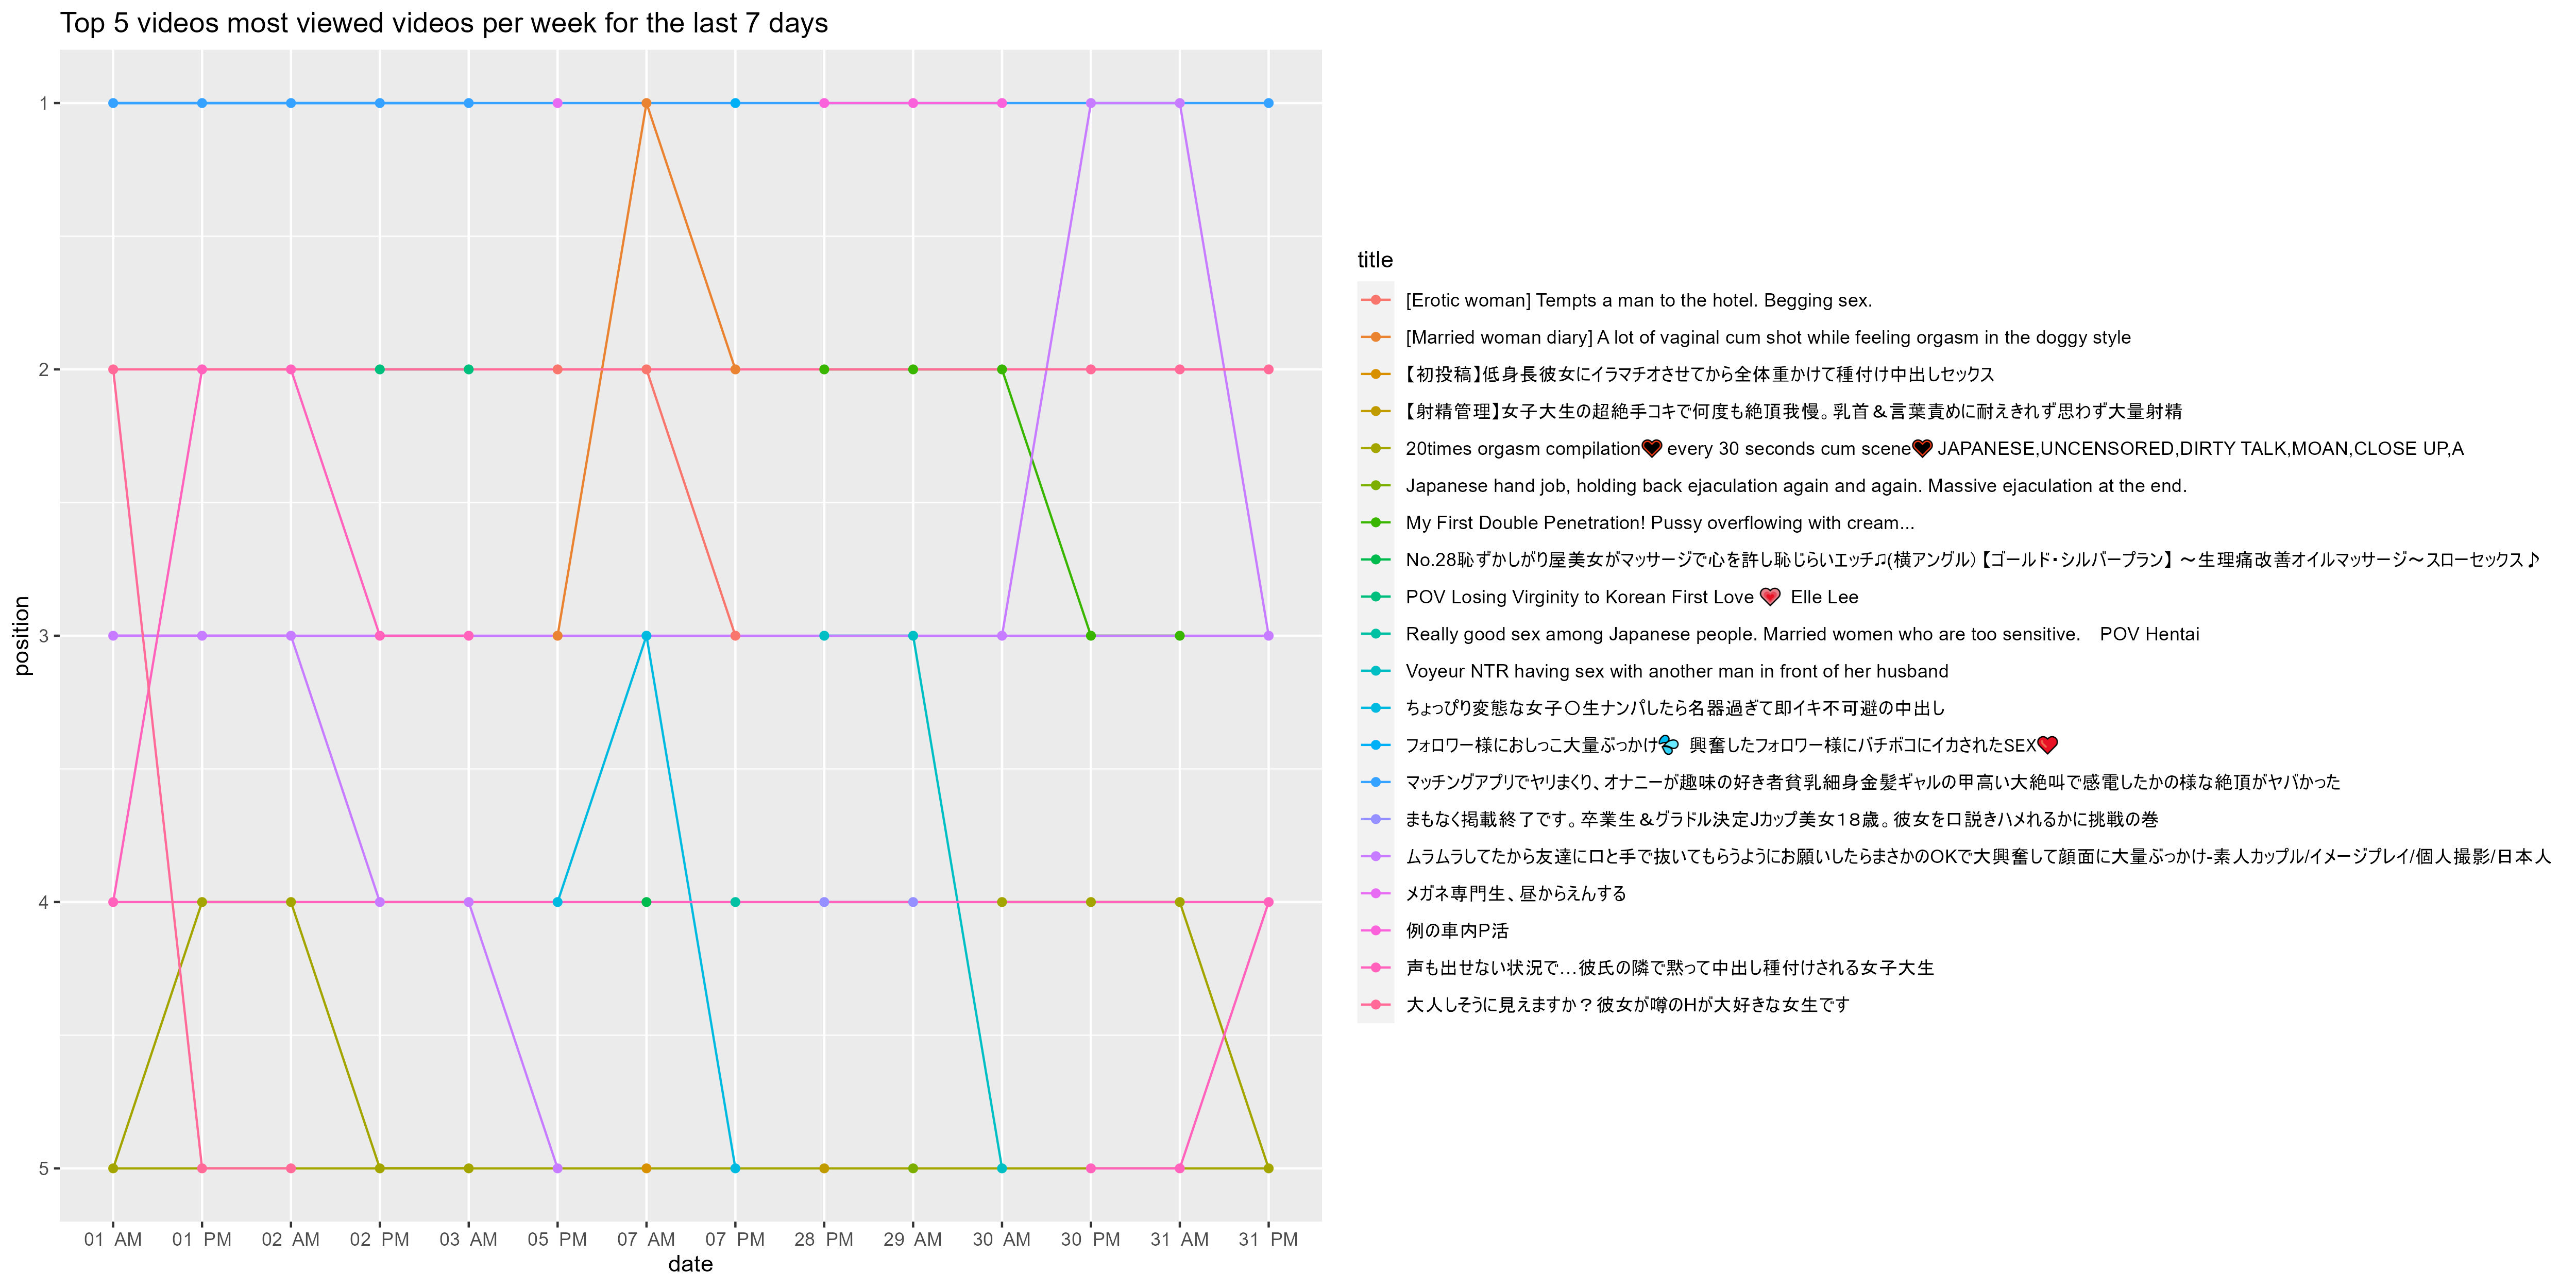 Top 5 videos most viewed videos per week for the last 7 days
position
1
2
3
4
5
01 AM
01 PM
02 AM
02 PM
03 AM
05 PM
07 AM
07 PM
28 PM
29 AM
30 AM
30 PM
31 AM
31 PM
date
title
[Erotic woman] Tempts a man to the hotel. Begging sex.
[Married woman diary] A lot of vaginal cum shot while feeling orgasm in the doggy style
【初投稿】低身長彼女にイラマチオさせてから全体重かけて種付け中出しセックス
【射精管理】女子大生の超絶手コキで何度も絶頂我慢。乳首＆言葉責めに耐えきれず思わず大量射精
20times orgasm compilation🖤 every 30 seconds cum scene🖤 JAPANESE,UNCENSORED,DIRTY TALK,MOAN,CLOSE UP,A
Japanese hand job, holding back ejaculation again and again. Massive ejaculation at the end.
My First Double Penetration! Pussy overflowing with cream...
No.28恥ずかしがり屋美女がマッサージで心を許し恥じらいエッチ♫(横アングル)【ゴールド・シルバープラン】～生理痛改善オイルマッサージ～スローセックス♪
POV Losing Virginity to Korean First Love 💗 Elle Lee
Really good sex among Japanese people. Married women who are too sensitive.　POV Hentai
Voyeur NTR having sex with another man in front of her husband
ちょっぴり変態な女子〇生ナンパしたら名器過ぎて即イキ不可避の中出し
フォロワー様におしっこ大量ぶっかけ💦 興奮したフォロワー様にバチボコにイカされたSEX❤
マッチングアプリでヤリまくり、オナニーが趣味の好き者貧乳細身金髪ギャルの甲高い大絶叫で感電したかの様な絶頂がヤバかった
まもなく掲載終了です。卒業生＆グラドル決定Jカップ美女１８歳。彼女を口説きハメれるかに挑戦の巻
ムラムラしてたから友達に口と手で抜いてもらうようにお願いしたらまさかのOKで大興奮して顔面に大量ぶっかけ-素人カップル/イメージプレイ/個人撮影/日本人
メガネ専門生、昼からえんする
例の車内P活
声も出せない状況で…彼氏の隣で黙って中出し種付けされる女子大生
大人しそうに見えますか？彼女が噂のHが大好きな女生です